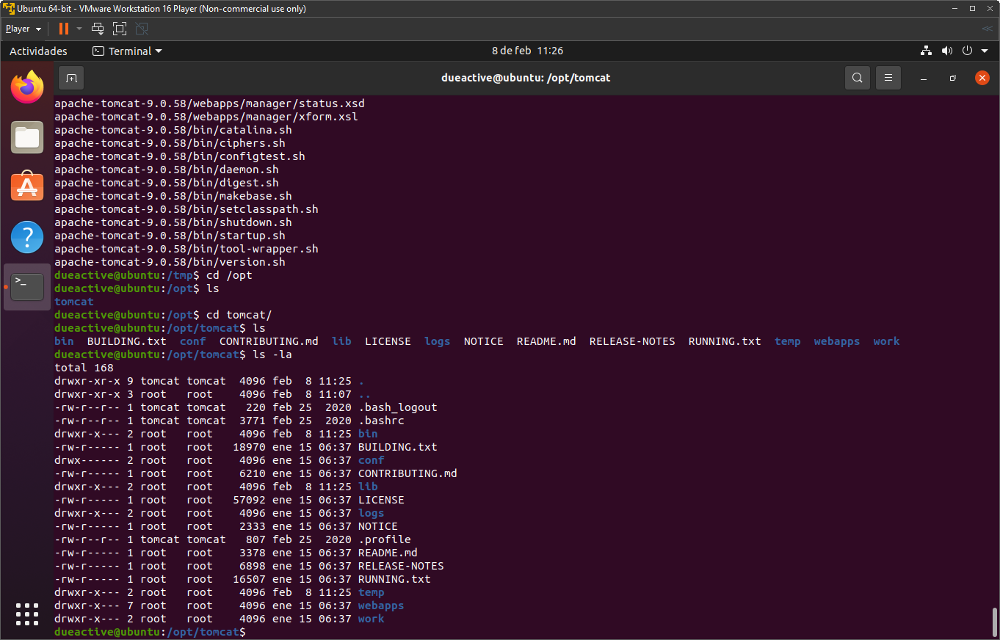 Ubuntu 64-bit - VMware Workstation 16 Player (Non-commercial use only)
Player
Actividades Terminal 8 de feb 11:26
dueactive@ubuntu: /opt/tomcat
apache-tomcat-9.0.58/webapps/manager/status.xsd
apache-tomcat-9.0.58/webapps/manager/xform.xsl
apache-tomcat-9.0.58/bin/catalina.sh
apache-tomcat-9.0.58/bin/ciphers.sh
apache-tomcat-9.0.58/bin/configtest.sh
apache-tomcat-9.0.58/bin/daemon.sh
apache-tomcat-9.0.58/bin/digest.sh
apache-tomcat-9.0.58/bin/makebase.sh
apache-tomcat-9.0.58/bin/setclasspath.sh
apache-tomcat-9.0.58/bin/shutdown.sh
apache-tomcat-9.0.58/bin/startup.sh
apache-tomcat-9.0.58/bin/tool-wrapper.sh
apache-tomcat-9.0.58/bin/version.sh
dueactive@ubuntu:/tmp$ cd /opt
dueactive@ubuntu:/opt$ ls
tomcat
dueactive@ubuntu:/opt$ cd tomcat/
dueactive@ubuntu:/opt/tomcat$ ls
bin  BUILDING.txt  conf  CONTRIBUTING.md  lib  LICENSE  logs  NOTICE  README.md  RELEASE-NOTES  RUNNING.txt  temp  webapps  work
dueactive@ubuntu:/opt/tomcat$ ls -la
total 168
drwxr-xr-x 9 tomcat tomcat  4096 feb  8 11:25 .
drwxr-xr-x 3 root   root    4096 feb  8 11:07 ..
-rw-r--r-- 1 tomcat tomcat   220 feb 25  2020 .bash_logout
-rw-r--r-- 1 tomcat tomcat  3771 feb 25  2020 .bashrc
drwxr-x--- 2 root   root    4096 feb  8 11:25 bin
-rw-r----- 1 root   root   18970 ene 15 06:37 BUILDING.txt
drwx------ 2 root   root    4096 ene 15 06:37 conf
-rw-r----- 1 root   root    6210 ene 15 06:37 CONTRIBUTING.md
drwxr-x--- 2 root   root    4096 feb  8 11:25 lib
-rw-r----- 1 root   root   57092 ene 15 06:37 LICENSE
drwxr-x--- 2 root   root    4096 ene 15 06:37 logs
-rw-r----- 1 root   root    2333 ene 15 06:37 NOTICE
-rw-r--r-- 1 tomcat tomcat   807 feb 25  2020 .profile
-rw-r----- 1 root   root    3378 ene 15 06:37 README.md
-rw-r----- 1 root   root    6898 ene 15 06:37 RELEASE-NOTES
-rw-r----- 1 root   root   16507 ene 15 06:37 RUNNING.txt
drwxr-x--- 2 root   root    4096 feb  8 11:25 temp
drwxr-x--- 7 root   root    4096 ene 15 06:37 webapps
drwxr-x--- 2 root   root    4096 ene 15 06:37 work
dueactive@ubuntu:/opt/tomcat$